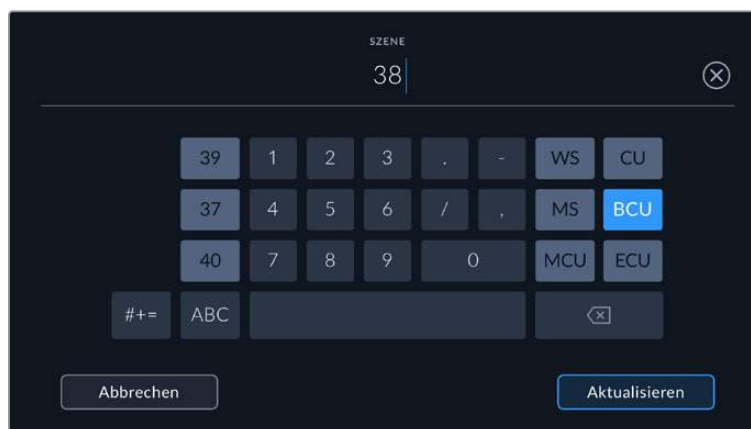 SZENE
38
39 1 2 3 . - WS CU
37 4 5 6 / , MS BCU
40 7 8 9 0 MCU ECU
#+= ABC
Abbrechen Aktualisieren